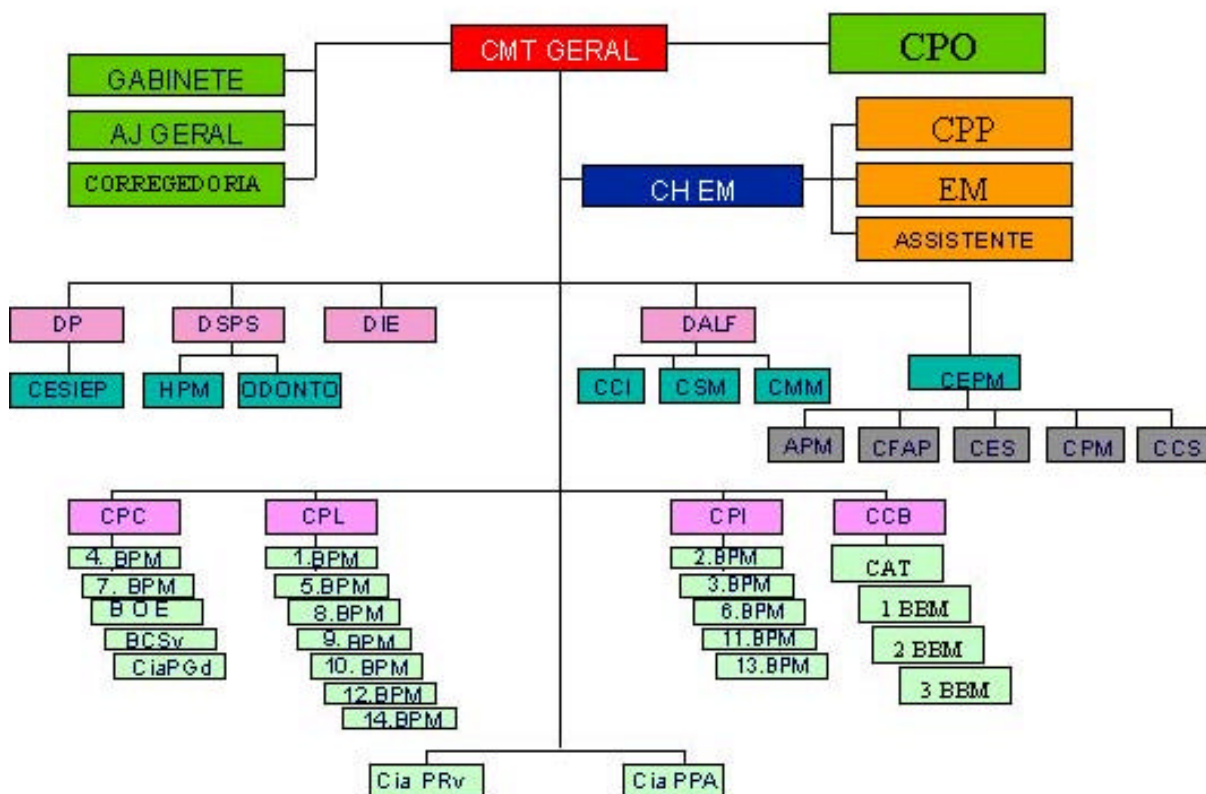 CMT GERAL
CPO
GABINETE
AJ GERAL
CORREGEDORIA
CPP
CH EM
EM
ASSISTENTE
DP
DSPS
DIE
DALF
CESIEP
HPM
ODONTO
CCI
CSM
CMM
CEPM
APM
CFAP
CES
CPM
CCS
CPC
CPL
CPI
CCB
4. BPM
7. BPM
B O E
BCSv
CiaPGd
1.BPM
5.BPM
8.BPM
9.BPM
10.BPM
12.BPM
14.BPM
2.BPM
3.BPM
6.BPM
11.BPM
13.BPM
CAT
1 BBM
2 BBM
3 BBM
Cia PRv
Cia PPA